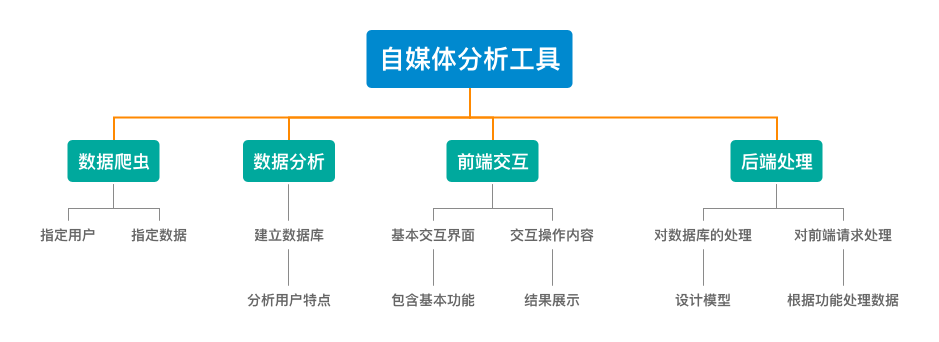 自媒体分析工具
数据爬虫
数据分析
前端交互
后端处理
指定用户
指定数据
建立数据库
基本交互界面
交互操作内容
对数据库的处理
对前端请求处理
分析用户特点
包含基本功能
结果展示
设计模型
根据功能处理数据